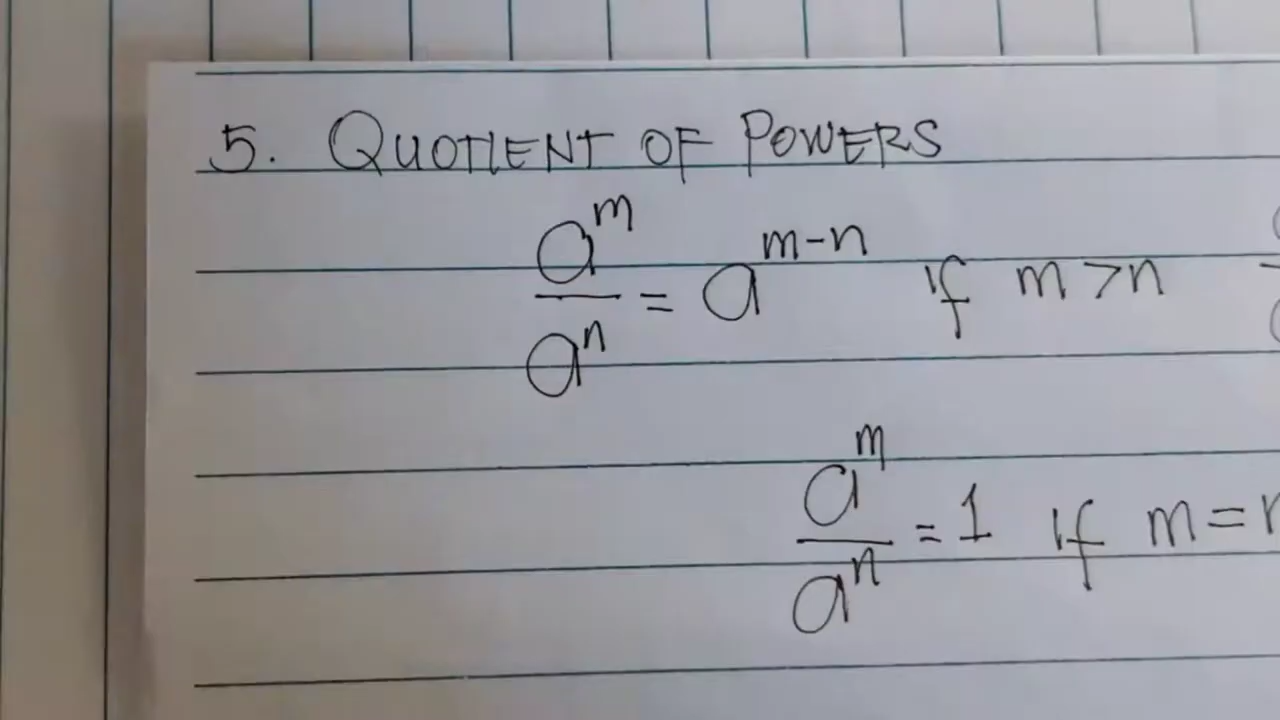 5. QUOTIENT OF POWERS
a^m / a^n = a^(m-n) if m > n
a^m / a^n = 1 if m =